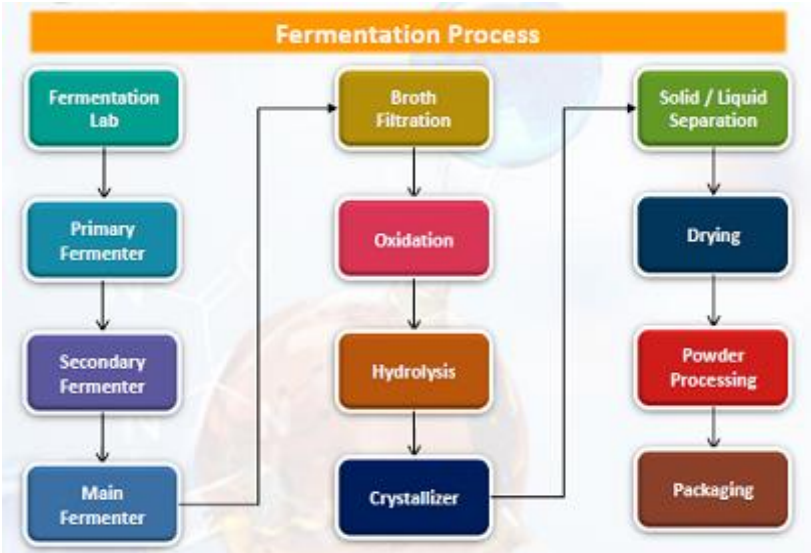 Fermentation Process
Fermentation
Lab
Primary
Fermenter
Secondary
Fermenter
Main
Fermenter
Broth
Filtration
Oxidation
Hydrolysis
Crystallizer
Solid / Liquid
Separation
Drying
Powder
Processing
Packaging